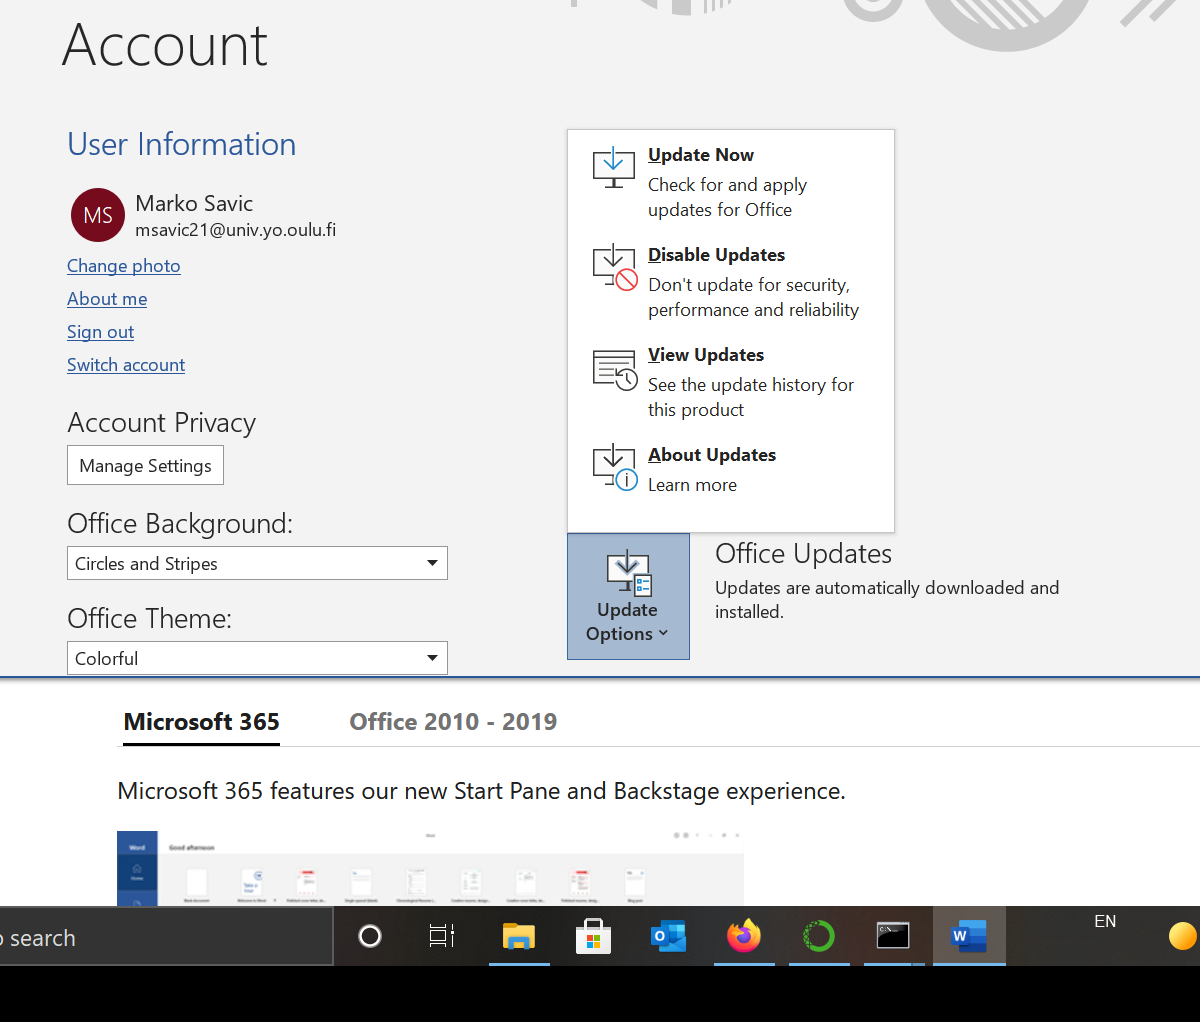 Account
User Information
MS
Marko Savic
msavic21@univ.yo.oulu.fi
Change photo
About me
Sign out
Switch account
Account Privacy
Manage Settings
Office Background:
Circles and Stripes
Office Theme:
Colorful
Update Now
Check for and apply
updates for Office
Disable Updates
Don't update for security,
performance and reliability
View Updates
See the update history for
this product
About Updates
Learn more
Update
Options
Office Updates
Updates are automatically downloaded and
installed.
Microsoft 365
Office 2010 - 2019
Microsoft 365 features our new Start Pane and Backstage experience.
Word
Good afternoon
Home
Take a
tour
search
EN